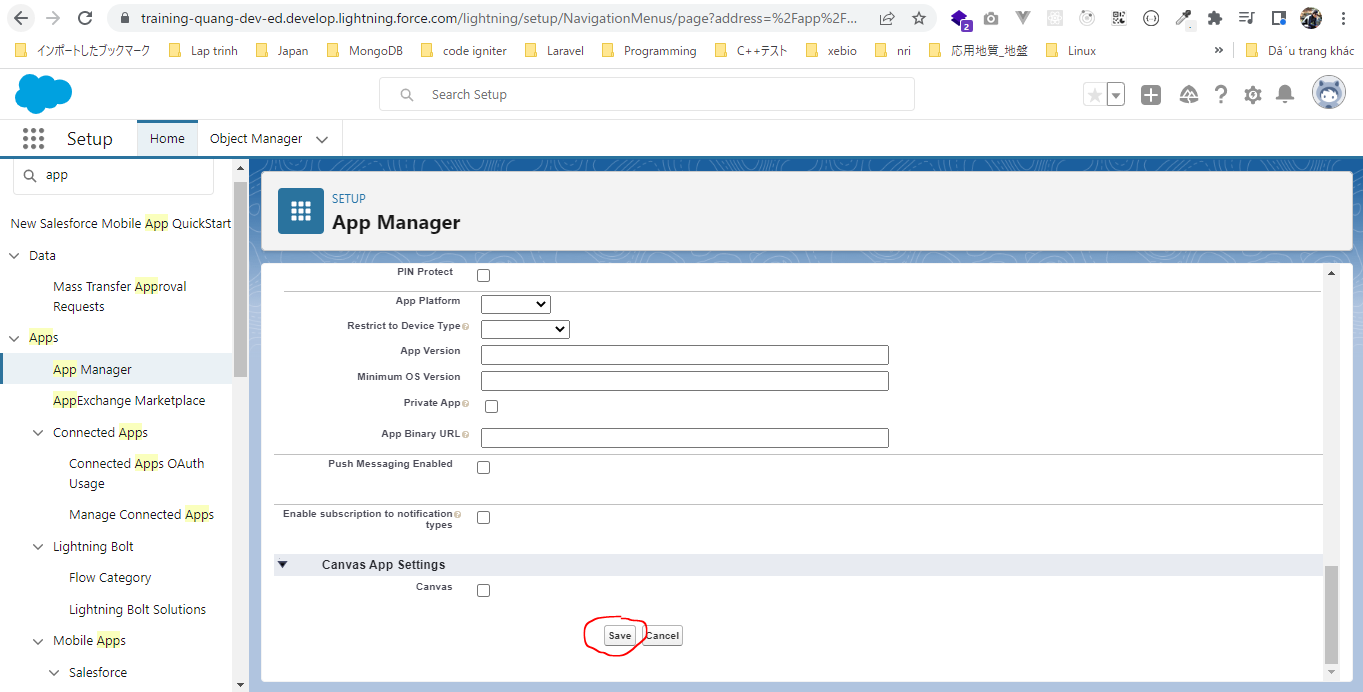 training-quang-dev-ed.develop.lightning.force.com/lightning/setup/NavigationMenus/page?address=%2Fapp%2F...
2
インポートしたブックマーク
Lap trinh
Japan
MongoDB
code igniter
Laravel
Programming
C++テスト
xebio
nri
応用地質_地盤
Linux
»
Dấu trang khác
Search Setup
Setup
Home
Object Manager
app
New Salesforce Mobile App QuickStart
Data
Mass Transfer Approval
Requests
Apps
App Manager
AppExchange Marketplace
Connected Apps
Connected Apps OAuth
Usage
Manage Connected Apps
Lightning Bolt
Flow Category
Lightning Bolt Solutions
Mobile Apps
Salesforce
SETUP
App Manager
PIN Protect
App Platform
Restrict to Device Type
App Version
Minimum OS Version
Private App
App Binary URL
Push Messaging Enabled
Enable subscription to notification
types
Canvas App Settings
Canvas
Save
Cancel